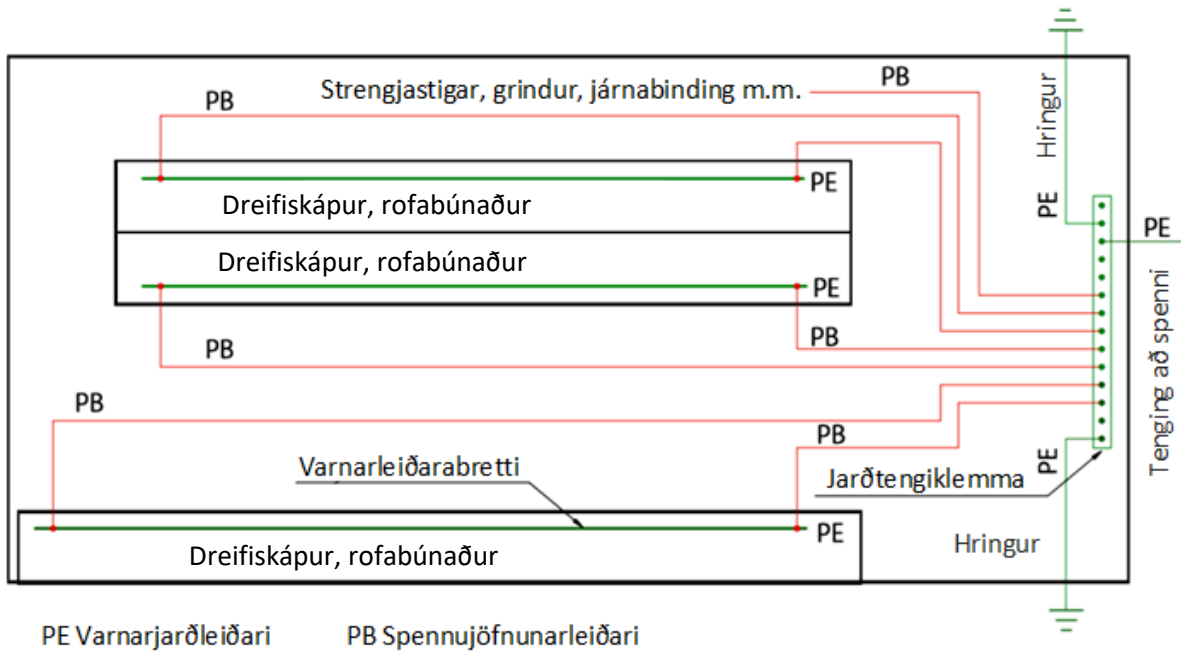 PB
Strengjastigar, grindur, járnabinding m.m.
PB
Hringur
PE
Dreifiskápur, rofabúnaður
PE
PE
Dreifiskápur, rofabúnaður
PE
Tenging að spenni
PB
PB
PB
PB
Varnarleiðarabretti
PE
Jarðtengiklemma
PE
Dreifiskápur, rofabúnaður
Hringur
PE Varnarjarðleiðari
PB Spennujöfnunarleiðari